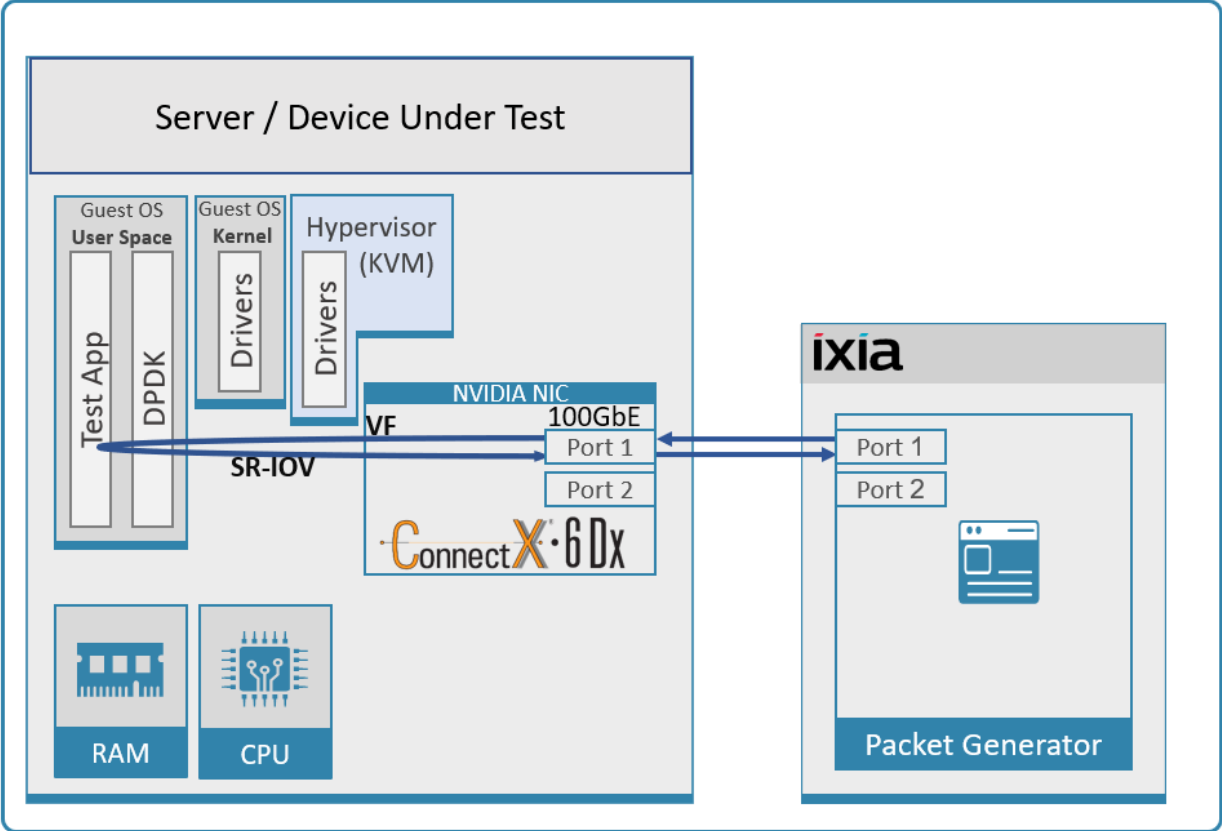 Server / Device Under Test
Guest OS
User Space
Test App
DPDK
Guest OS
Kernel
Drivers
Hypervisor
(KVM)
Drivers
NVIDIA NIC
VF
100GbE
Port 1
SR-IOV
Port 2
ConnectX·6 Dx
RAM
CPU
ixia
Port 1
Port 2
Packet Generator